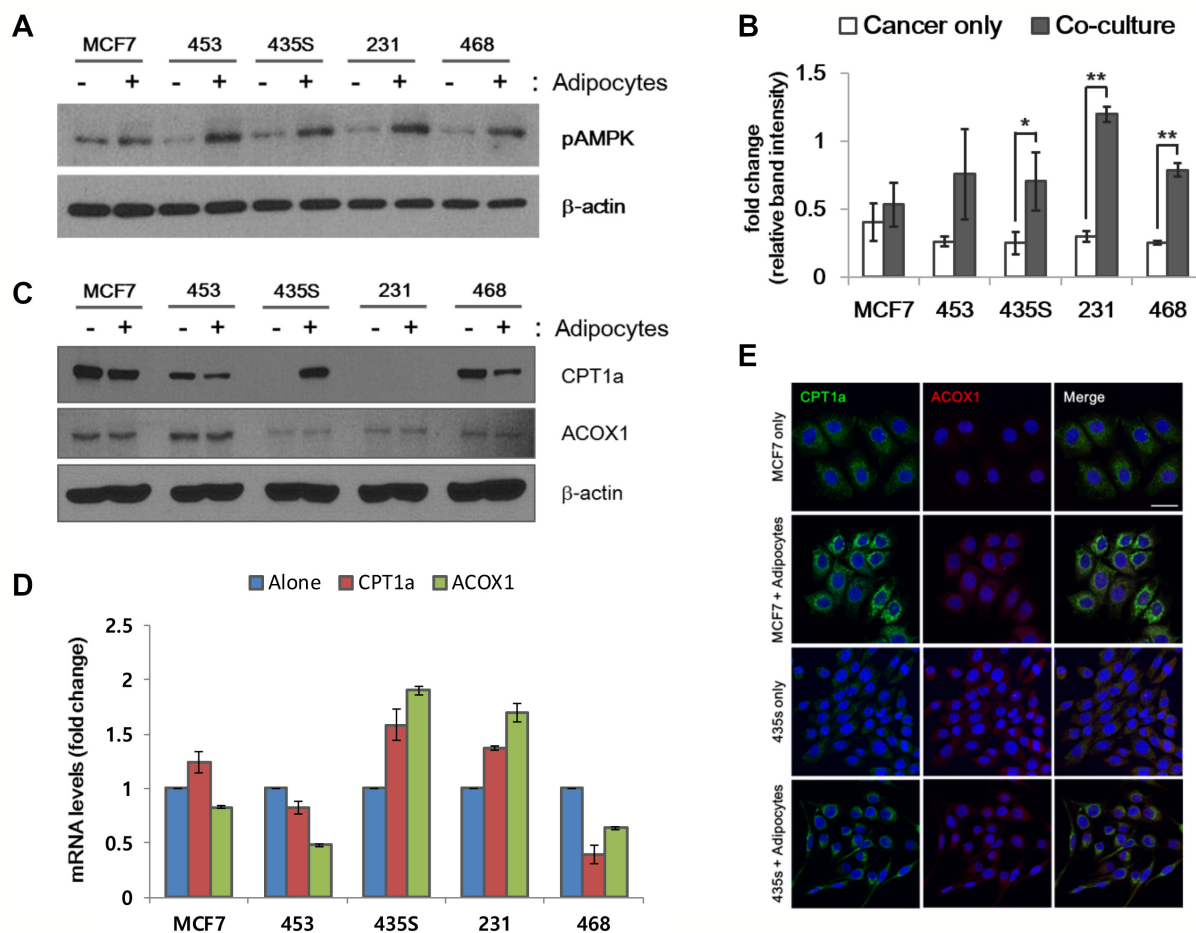 A
MCF7 453 435S 231 468
- + - + - + - + - + : Adipocytes
pAMPK
β-actin
B
Cancer only Co-culture
fold change
(relative band intensity)
1.5
1
0.5
0
* ** **
MCF7 453 435S 231 468
C
MCF7 453 435S 231 468
- + - + - + - + - + : Adipocytes
CPT1a
ACOX1
β-actin
D
Alone CPT1a ACOX1
mRNA levels (fold change)
2.5
2
1.5
1
0.5
0
MCF7 453 435S 231 468
E
CPT1a ACOX1 Merge
MCF7 only
MCF7 + Adipocytes
435s only
435s + Adipocytes